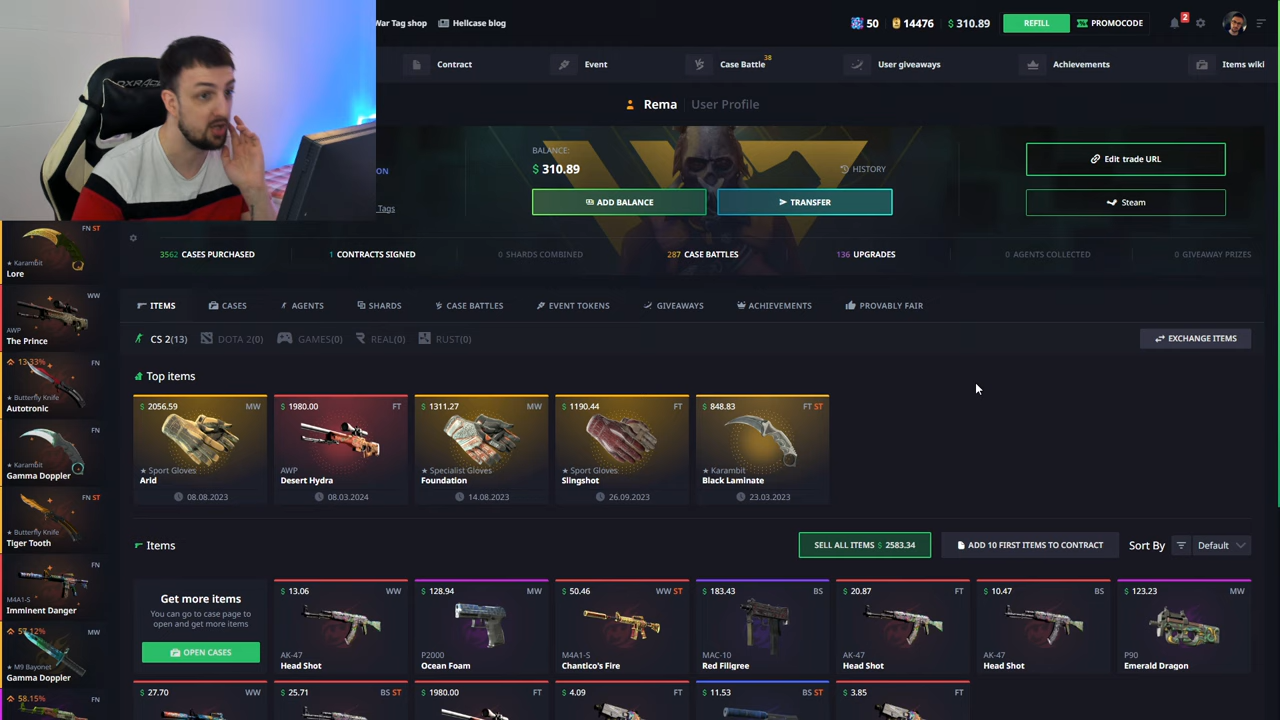 War Tag shop
Hellcase blog
50
14476
$ 310.89
REFILL
PROMOCODE
2
Contract
Event
Case Battle 38
User giveaways
Achievements
Items wiki
Rema
User Profile
ON
Tags
BALANCE:
$ 310.89
HISTORY
ADD BALANCE
TRANSFER
Edit trade URL
Steam
3562 CASES PURCHASED
1 CONTRACTS SIGNED
0 SHARDS COMBINED
287 CASE BATTLES
136 UPGRADES
0 AGENTS COLLECTED
0 GIVEAWAY PRIZES
ITEMS
CASES
AGENTS
SHARDS
CASE BATTLES
EVENT TOKENS
GIVEAWAYS
ACHIEVEMENTS
PROVABLY FAIR
CS 2(13)
DOTA 2(0)
GAMES(0)
REAL(0)
RUST(0)
EXCHANGE ITEMS
FN ST
★ Karambit
Lore
WW
AWP
The Prince
13.33%
FN
★ Butterfly Knife
Autotronic
FN
★ Karambit
Gamma Doppler
FN ST
★ Butterfly Knife
Tiger Tooth
FN
M4A1-S
Imminent Danger
57.12%
MW
★ M9 Bayonet
Gamma Doppler
58.15%
FN
Top items
$ 2056.59
MW
★ Sport Gloves
Arid
08.08.2023
$ 1980.00
FT
AWP
Desert Hydra
08.03.2024
$ 1311.27
MW
★ Specialist Gloves
Foundation
14.08.2023
$ 1190.44
FT
★ Sport Gloves
Slingshot
26.09.2023
$ 848.83
FT ST
★ Karambit
Black Laminate
23.03.2023
Items
SELL ALL ITEMS $ 2583.34
ADD 10 FIRST ITEMS TO CONTRACT
Sort By
Default
Get more items
You can go to case page to
open and get more items
OPEN CASES
$ 13.06
WW
AK-47
Head Shot
$ 128.94
MW
P2000
Ocean Foam
$ 50.46
WW ST
M4A1-S
Chantico's Fire
$ 183.43
BS
MAC-10
Red Filigree
$ 20.87
FT
AK-47
Head Shot
$ 10.47
BS
AK-47
Head Shot
$ 123.23
MW
P90
Emerald Dragon
$ 27.70
WW
$ 25.71
BS ST
$ 1980.00
FT
$ 4.09
FT
$ 11.53
BS ST
$ 3.85
FT